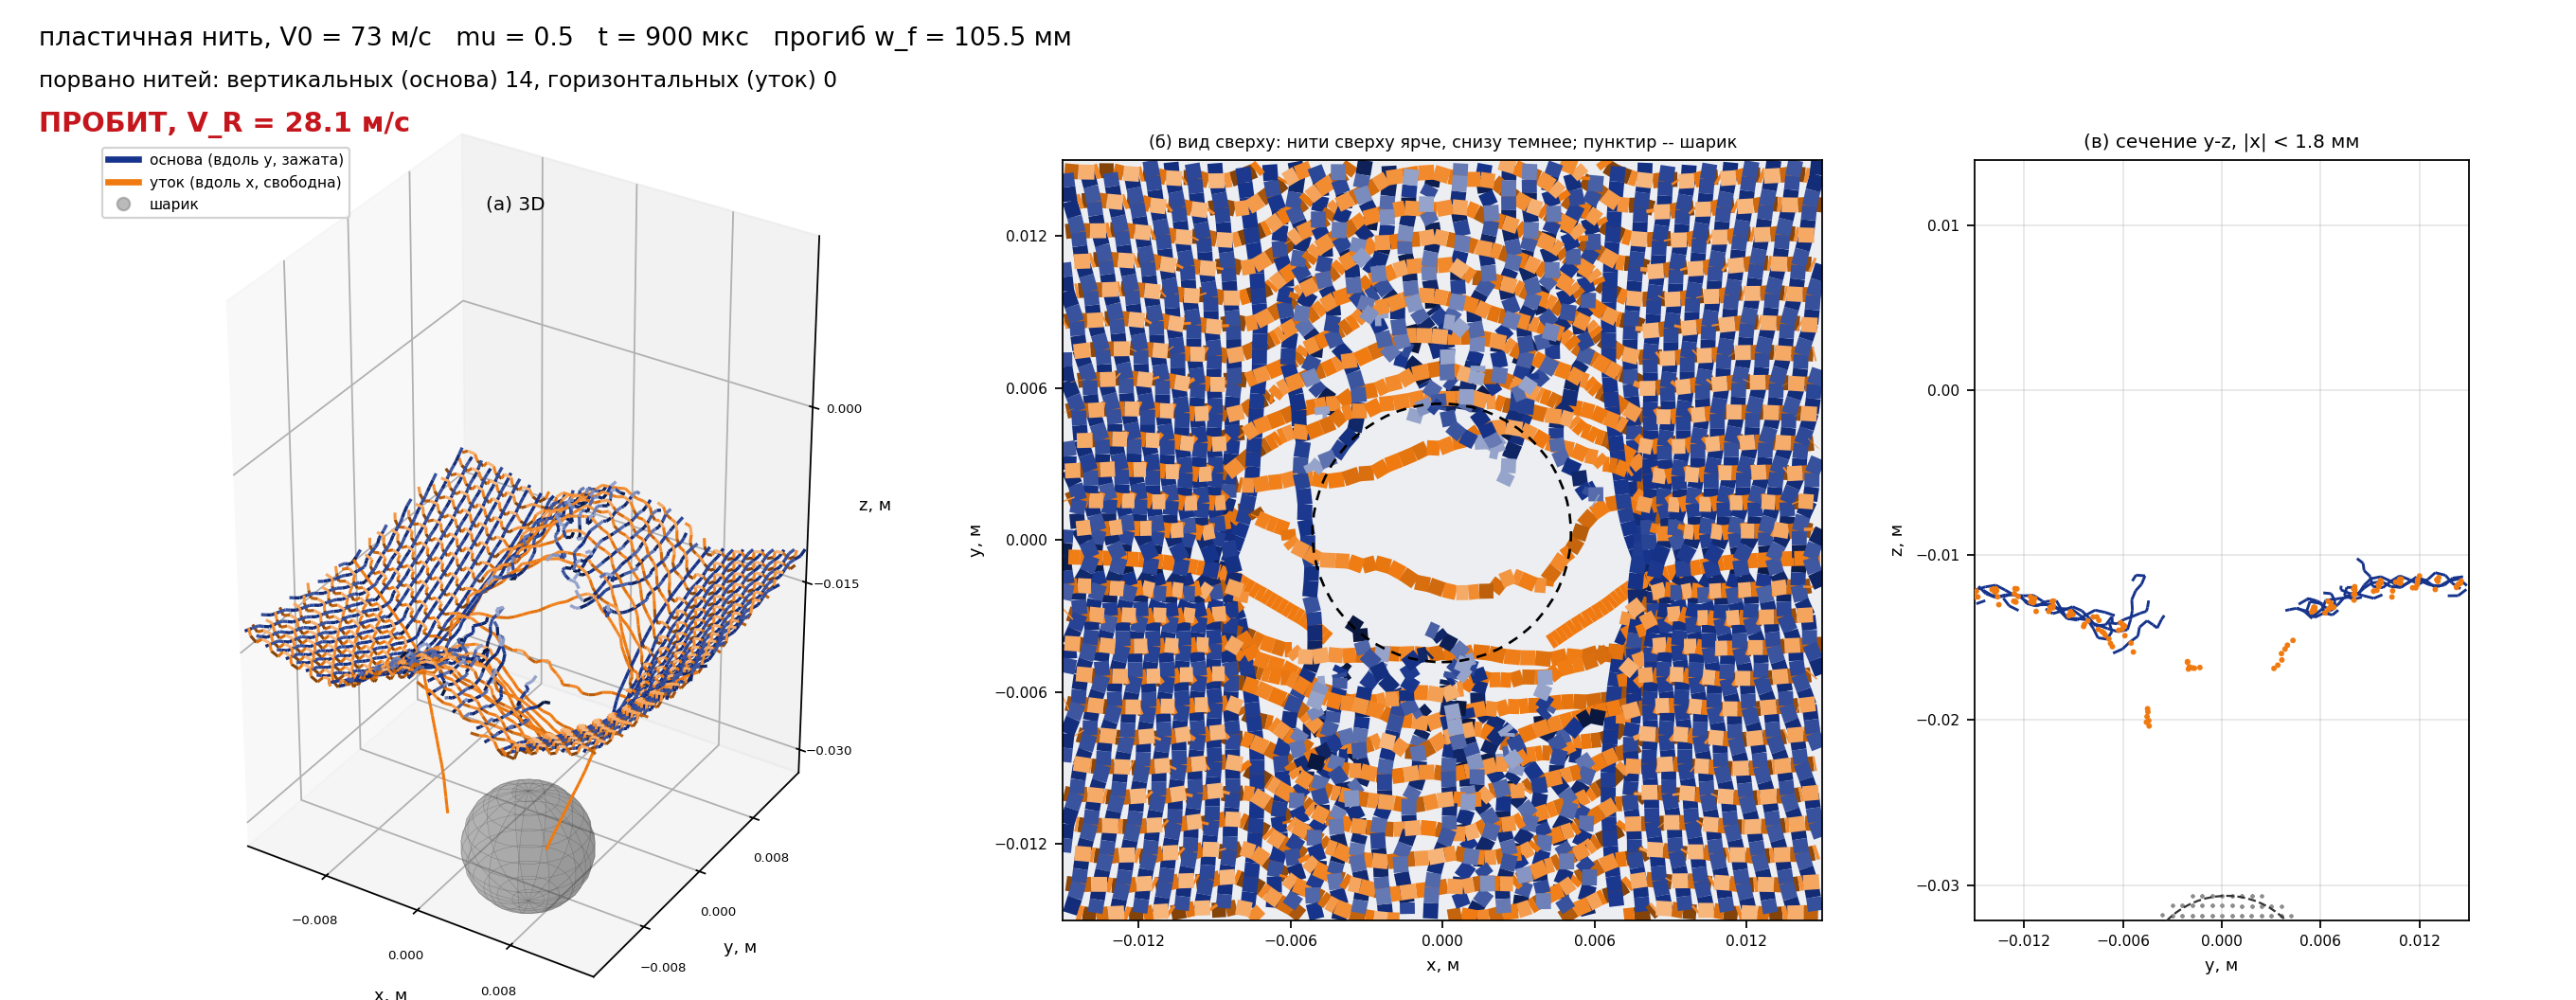 пластичная нить, V0 = 73 м/с   mu = 0.5   t = 900 мкс   прогиб w_f = 105.5 мм
порвано нитей: вертикальных (основа) 14, горизонтальных (уток) 0
ПРОБИТ, V_R = 28.1 м/с
основа (вдоль y, зажата)
уток (вдоль x, свободна)
шарик
(а) 3D
0.000
z, м
−0.015
−0.030
0.008
0.000
y, м
−0.008
−0.008
0.000
0.008
x, м
(б) вид сверху: нити сверху ярче, снизу темнее; пунктир -- шарик
0.012
0.006
0.000
−0.006
−0.012
y, м
−0.012
−0.006
0.000
0.006
0.012
x, м
(в) сечение y-z, |x| < 1.8 мм
0.01
0.00
−0.01
−0.02
−0.03
z, м
−0.012
−0.006
0.000
0.006
0.012
y, м